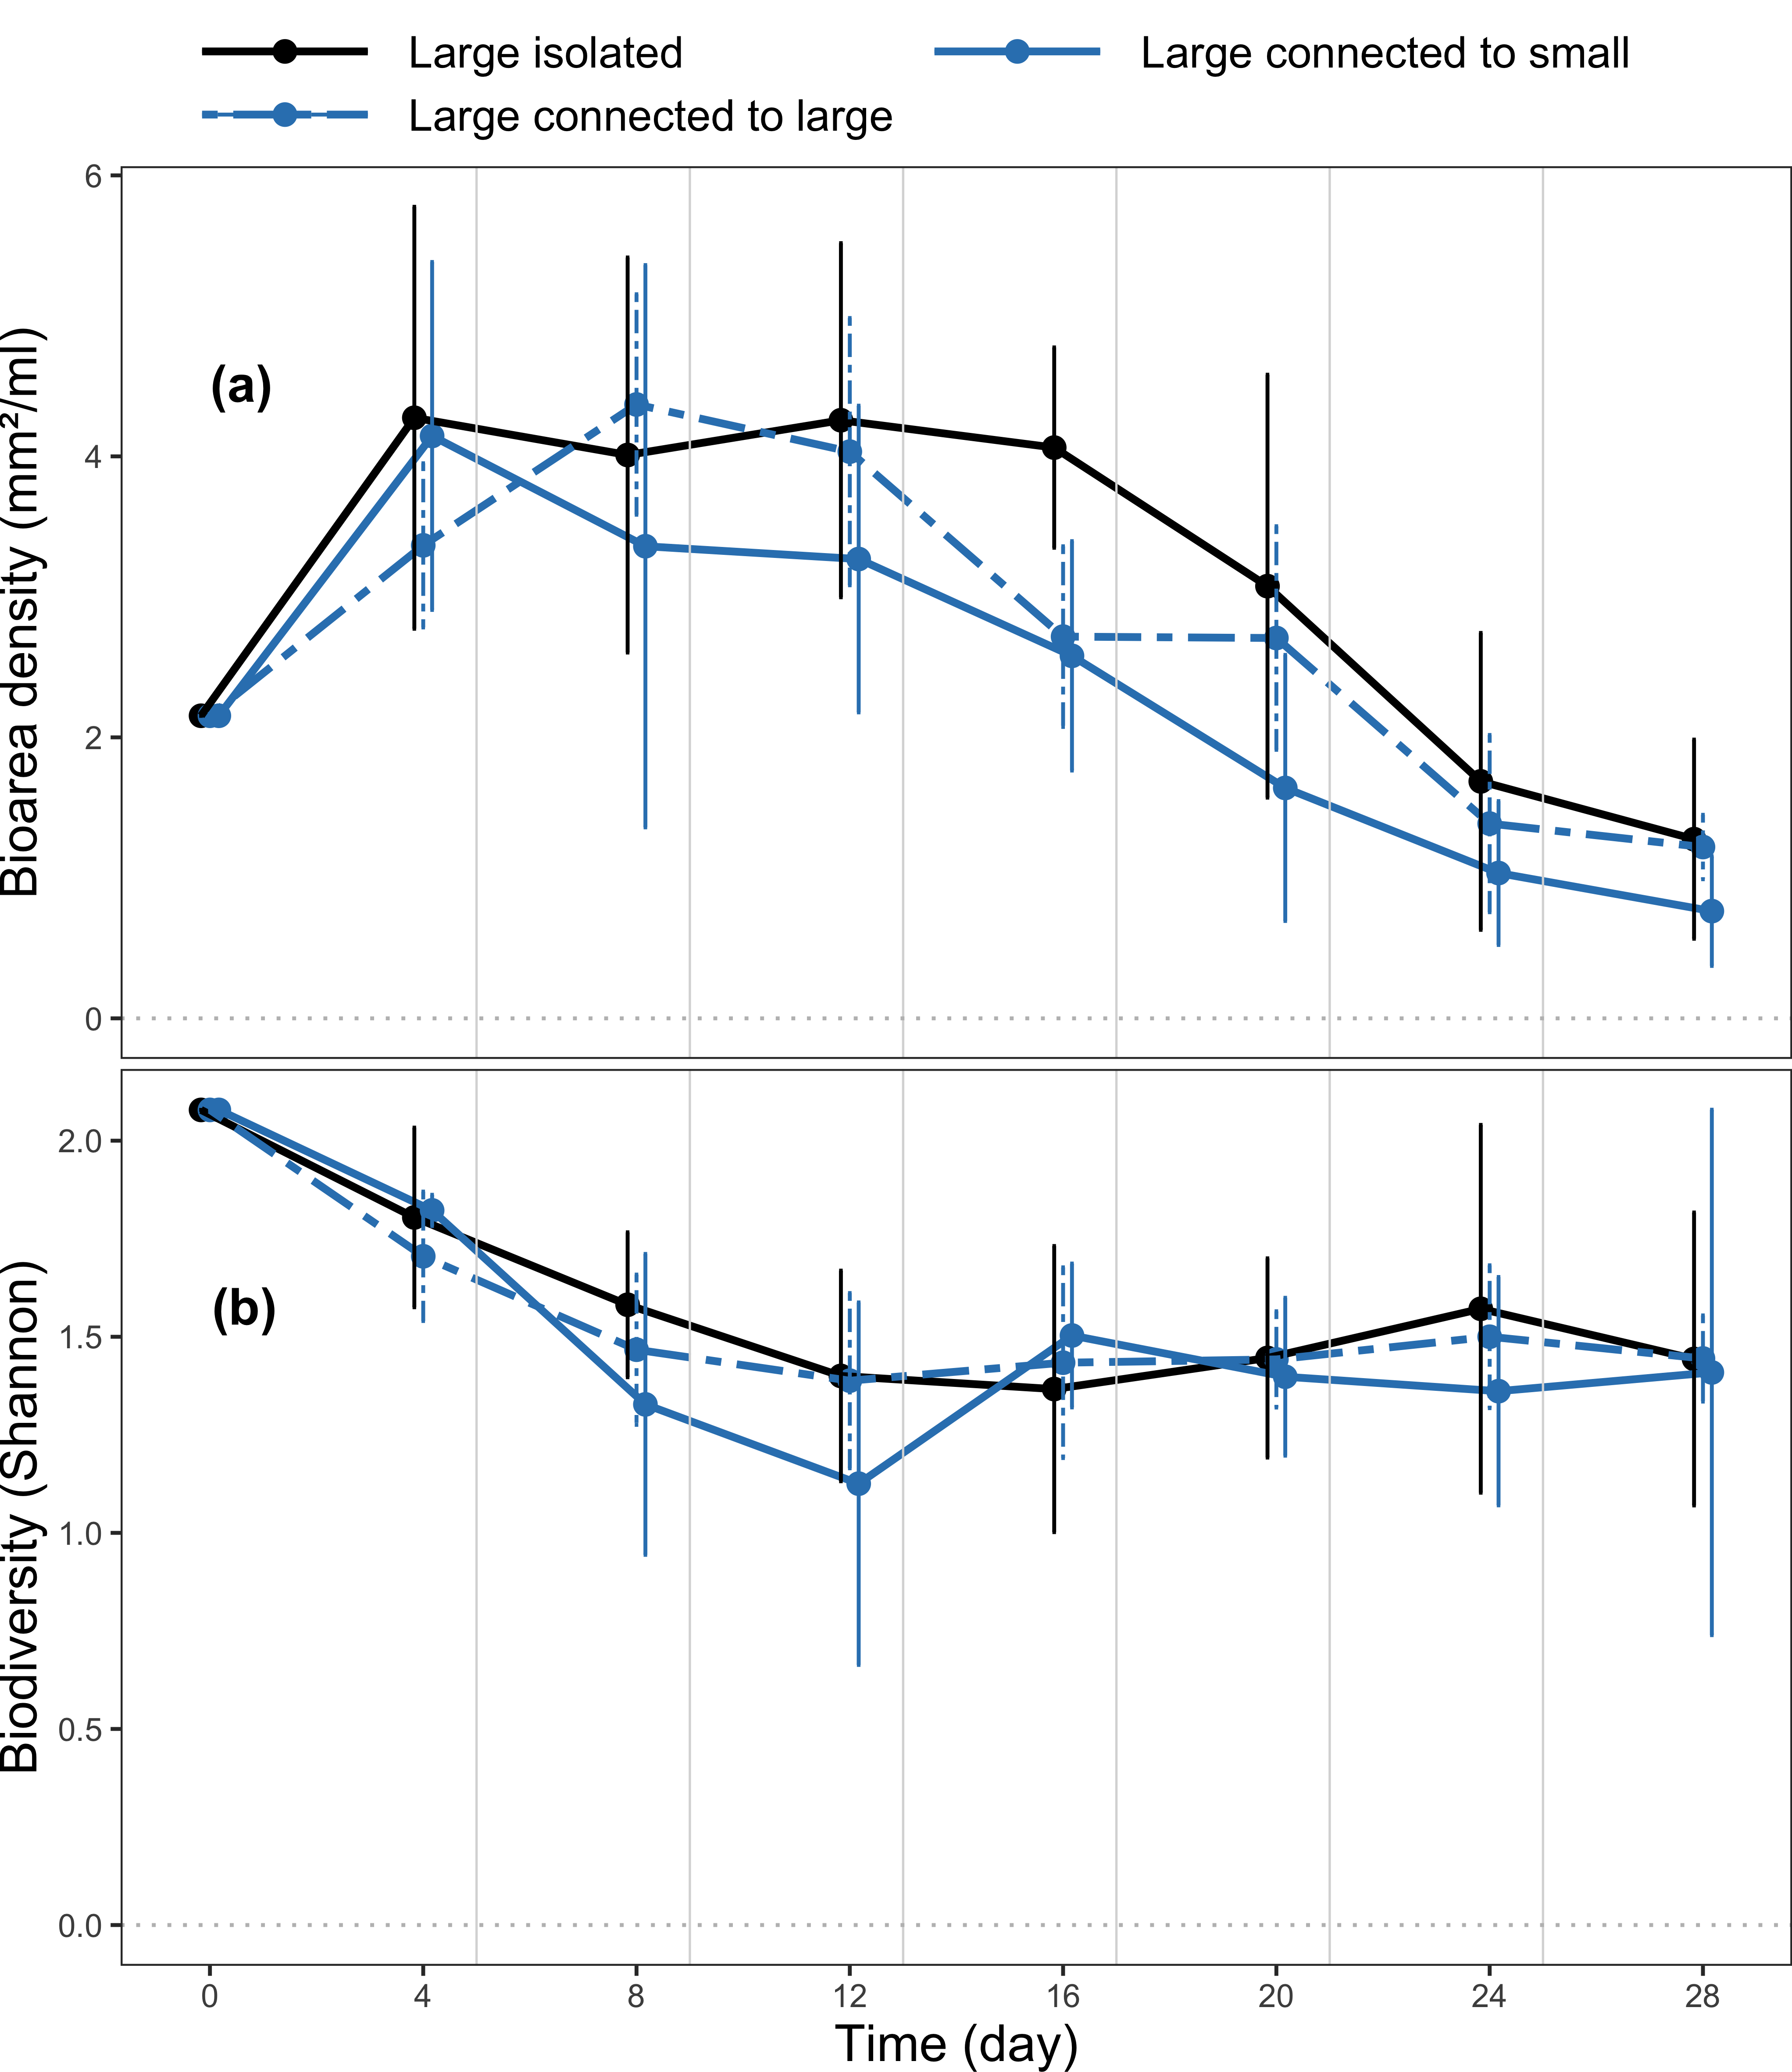 Large isolated
Large connected to small
Large connected to large
Bioarea density (mm²/ml)
6
4
2
0
(a)
Biodiversity (Shannon)
2.0
1.5
1.0
0.5
0.0
(b)
0 4 8 12 16 20 24 28
Time (day)